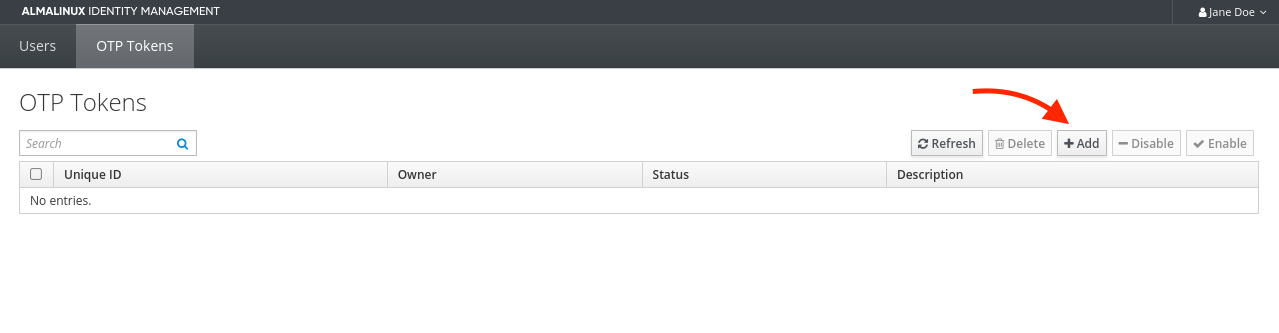 ALMALINUX IDENTITY MANAGEMENT Jane Doe
Users OTP Tokens
OTP Tokens
Search Refresh Delete Add Disable Enable
Unique ID Owner Status Description
No entries.